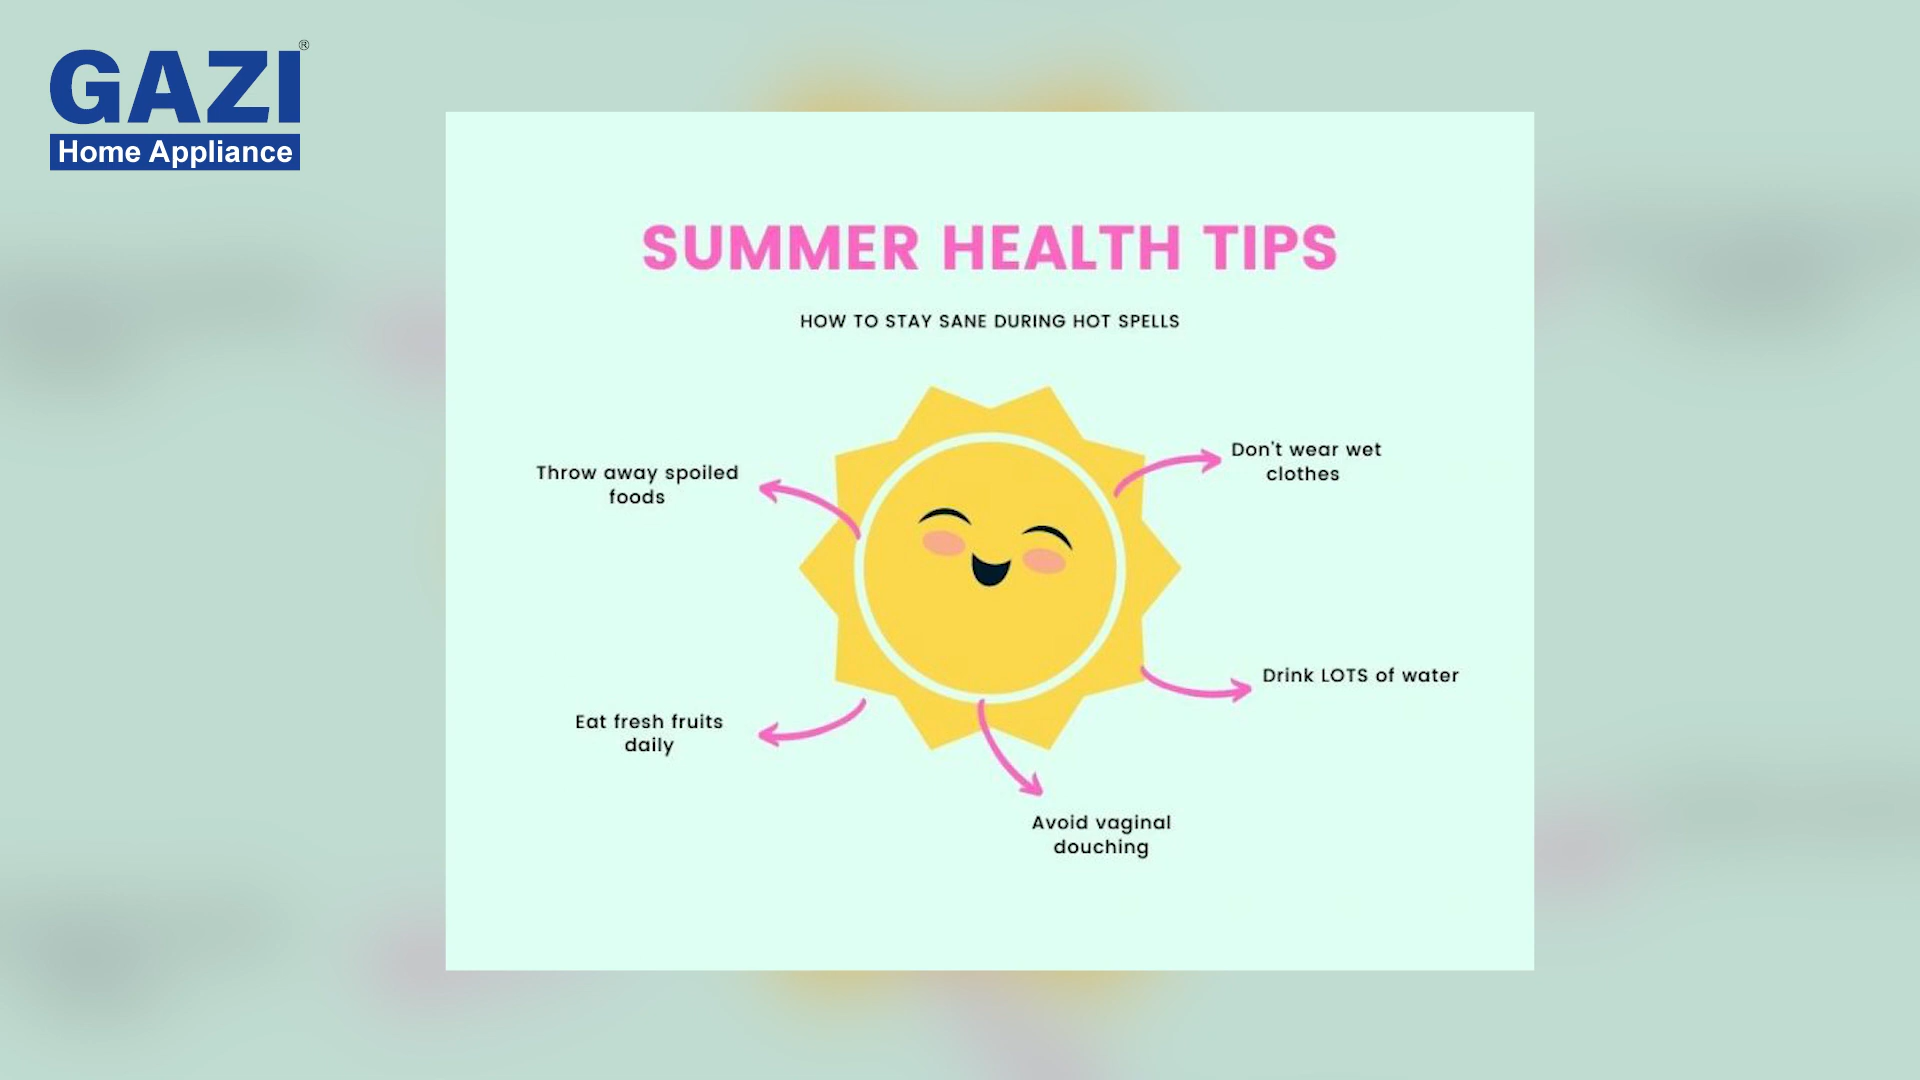 GAZI®
Home Appliance
SUMMER HEALTH TIPS
HOW TO STAY SANE DURING HOT SPELLS
Throw away spoiled
foods
Don't wear wet
clothes
Drink LOTS of water
Eat fresh fruits
daily
Avoid vaginal
douching